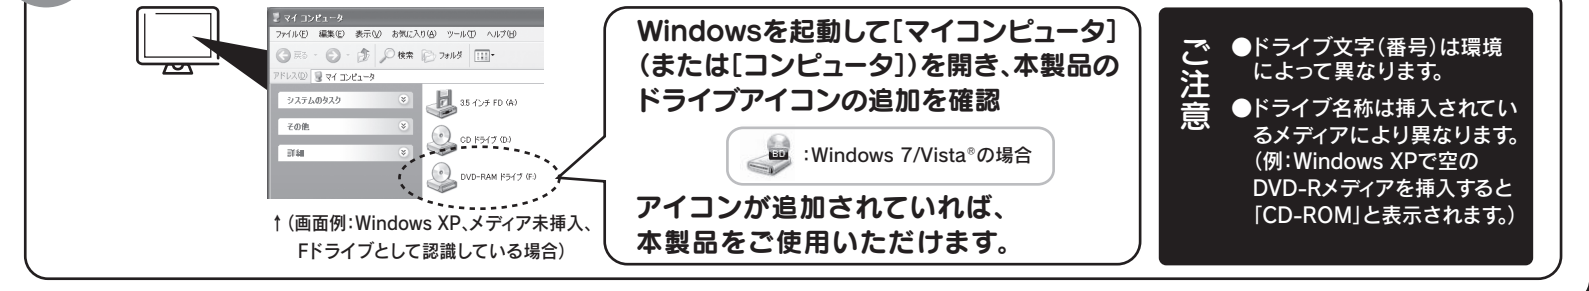 マイ コンピュータ
ファイル(F) 編集(E) 表示(V) お気に入り(A) ツール(T) ヘルプ(H)
戻る 検索 フォルダ
アドレス(D) マイ コンピュータ
システムのタスク
その他
詳細
3.5 インチ FD (A:)
CD ドライブ (D:)
DVD-RAM ドライブ (F:)
↑(画面例:Windows XP、メディア未挿入、
Fドライブとして認識している場合)
Windowsを起動して[マイコンピュータ]
(または[コンピュータ])を開き、本製品の
ドライブアイコンの追加を確認
BD :Windows 7/Vista®の場合
アイコンが追加されていれば、
本製品をご使用いただけます。
ご注意
●ドライブ文字(番号)は環境
によって異なります。
●ドライブ名称は挿入されてい
るメディアにより異なります。
(例:Windows XPで空の
DVD-Rメディアを挿入すると
「CD-ROM」と表示されます。)